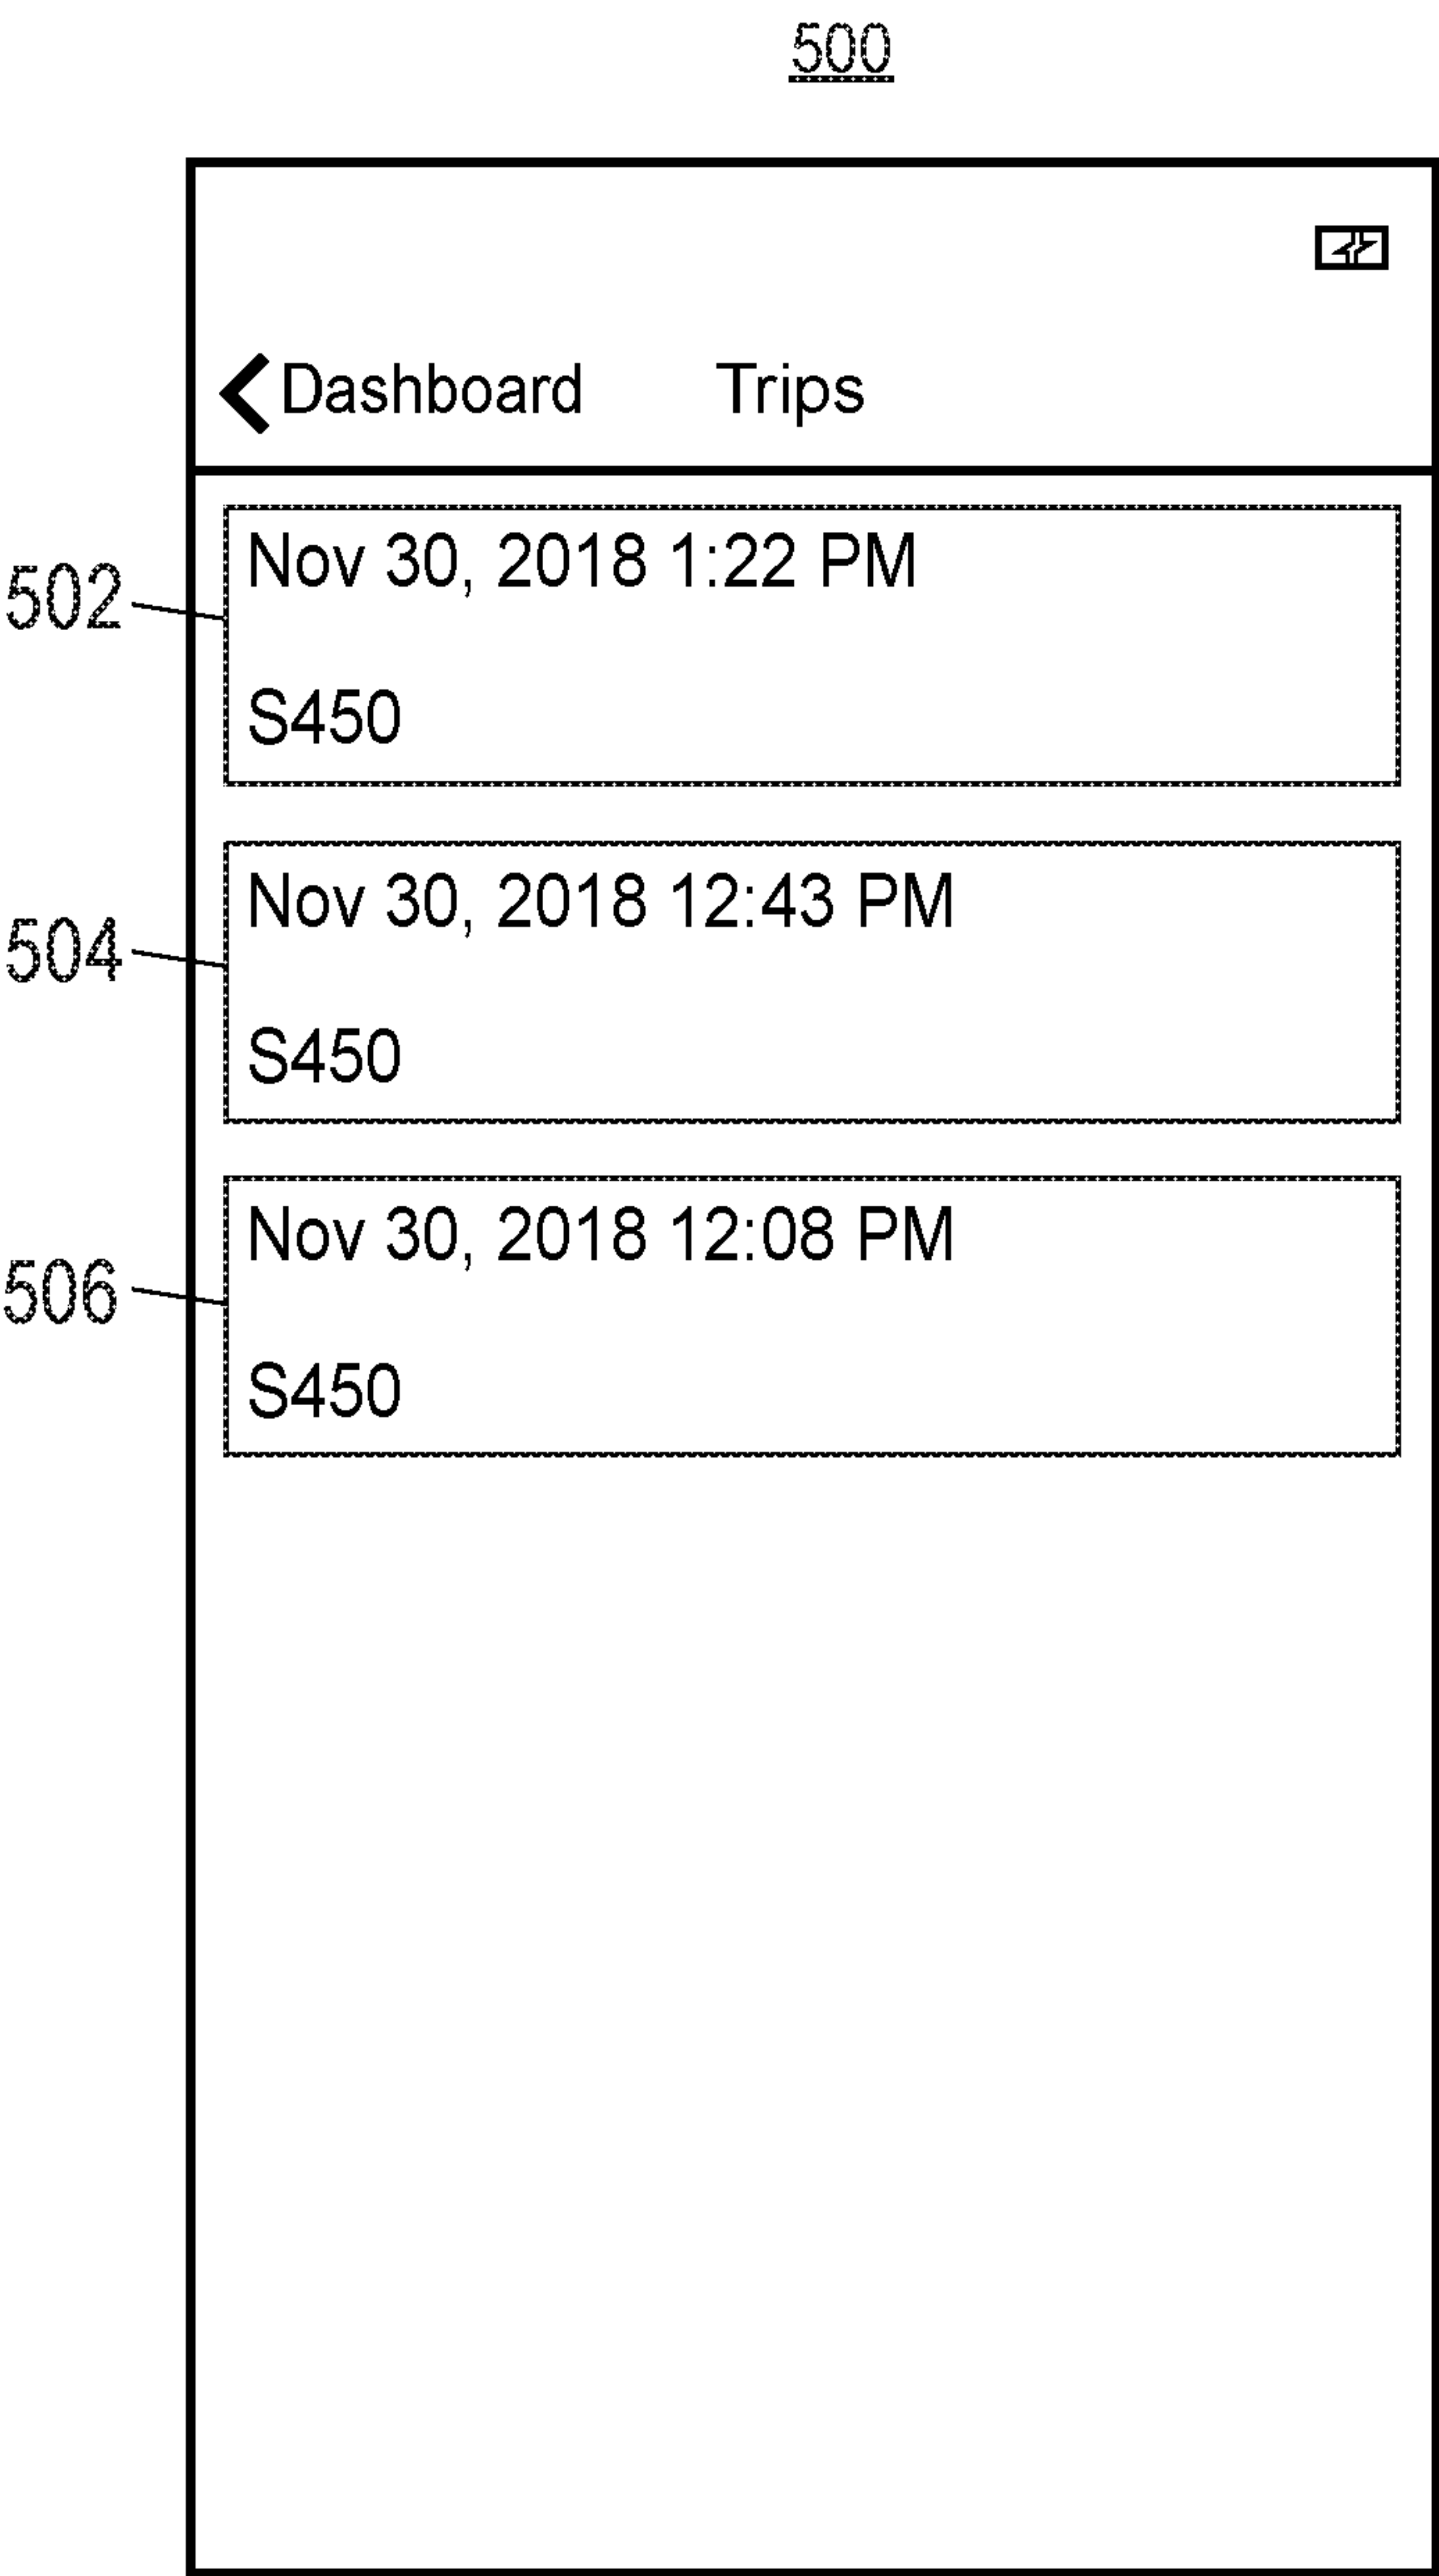 500
Dashboard Trips
502
Nov 30, 2018 1:22 PM
S450
504
Nov 30, 2018 12:43 PM
S450
506
Nov 30, 2018 12:08 PM
S450